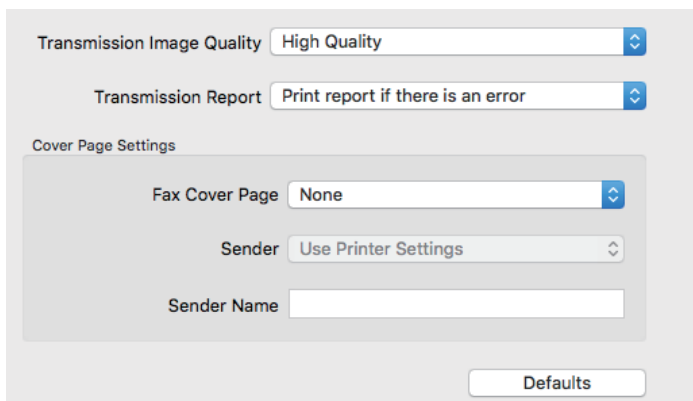 Transmission Image Quality High Quality
Transmission Report Print report if there is an error
Cover Page Settings
Fax Cover Page None
Sender Use Printer Settings
Sender Name
Defaults